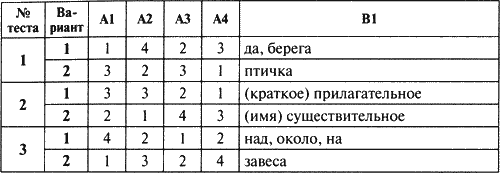 № теста Ва-риант А1 А2 А3 А4 В1
1 1 1 4 2 3 да, берега
2 3 2 3 1 птичка
2 1 3 3 2 1 (краткое) прилагательное
2 2 1 4 3 (имя) существительное
3 1 4 2 1 2 над, около, на
2 1 3 2 4 завеса